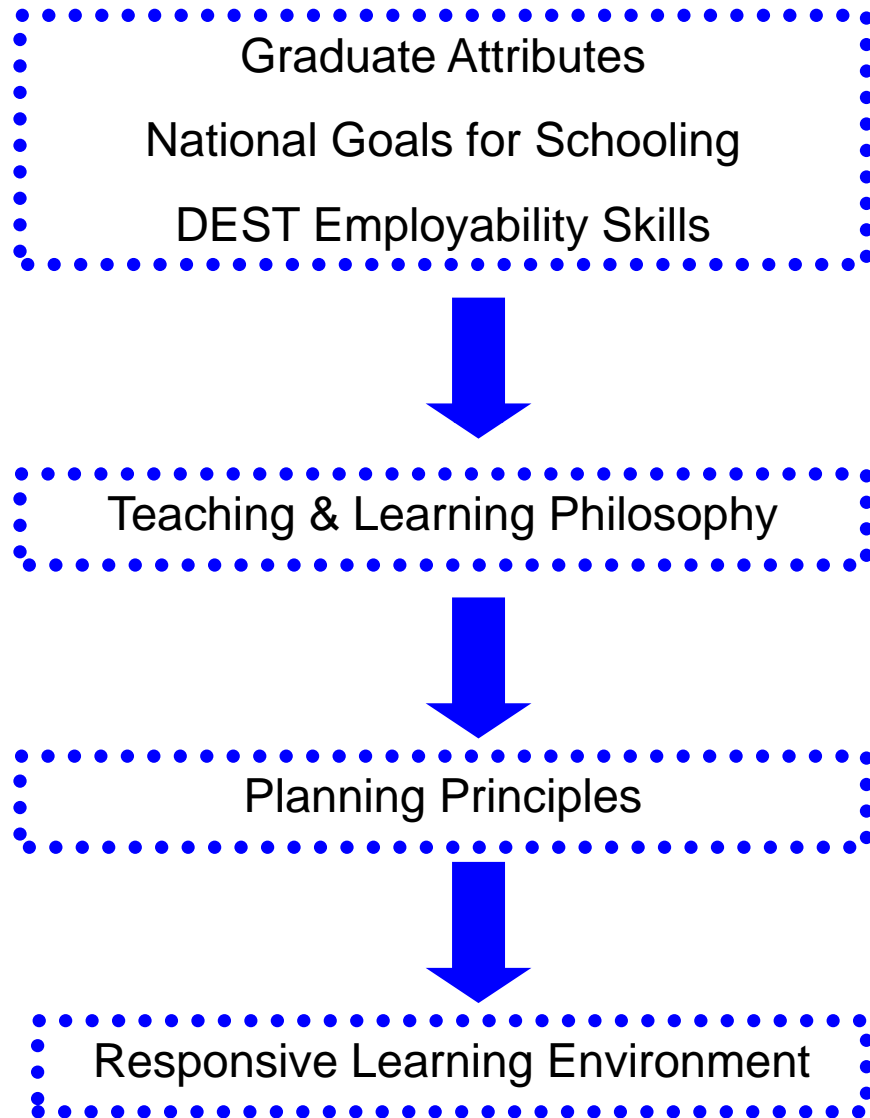 Graduate Attributes
National Goals for Schooling
DEST Employability Skills
Teaching & Learning Philosophy
Planning Principles
Responsive Learning Environment